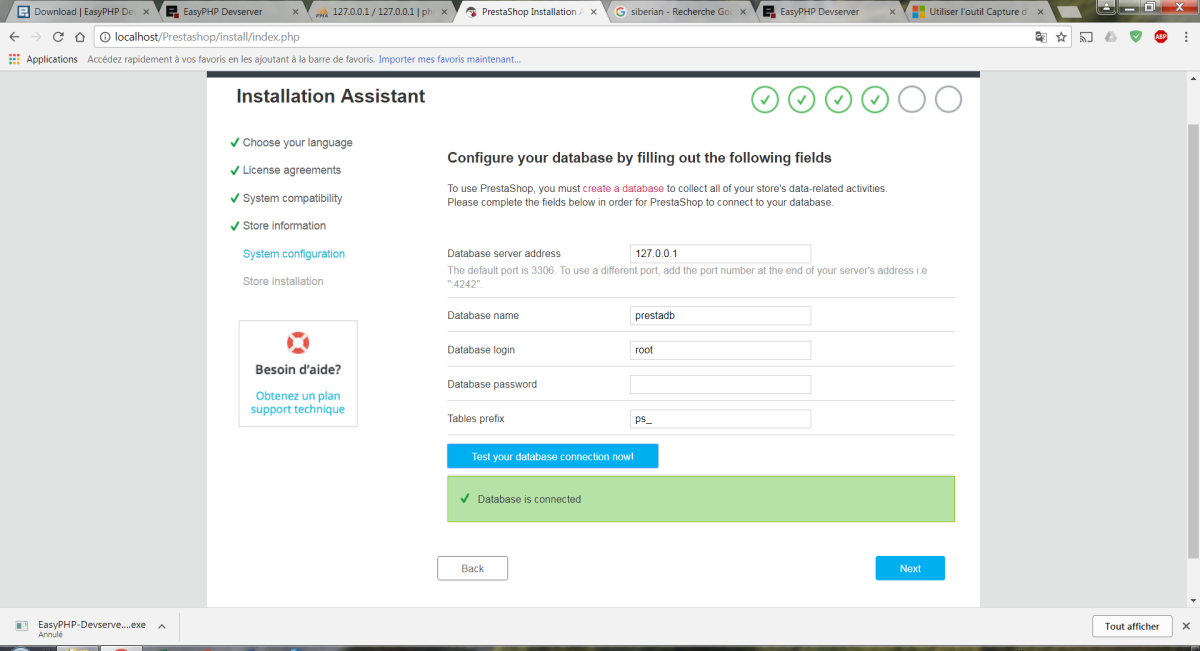 Download | EasyPHP De
EasyPHP Devserver
127.0.0.1 / 127.0.0.1 | ph
PrestaShop Installation A
siberian - Recherche Go
EasyPHP Devserver
Utiliser l'outil Capture d
localhost/Prestashop/install/index.php
ABP
Applications
Accédez rapidement à vos favoris en les ajoutant à la barre de favoris. Importer mes favoris maintenant...
Installation Assistant
Choose your language
License agreements
System compatibility
Store information
System configuration
Store installation
Besoin d'aide?
Obtenez un plan
support technique
Configure your database by filling out the following fields
To use PrestaShop, you must create a database to collect all of your store's data-related activities.
Please complete the fields below in order for PrestaShop to connect to your database.
Database server address 127.0.0.1
The default port is 3306. To use a different port, add the port number at the end of your server's address i.e
":4242".
Database name prestadb
Database login root
Database password
Tables prefix ps_
Test your database connection now!
Database is connected
Back
Next
EasyPHP-Devserve....exe
Annulé
Tout afficher